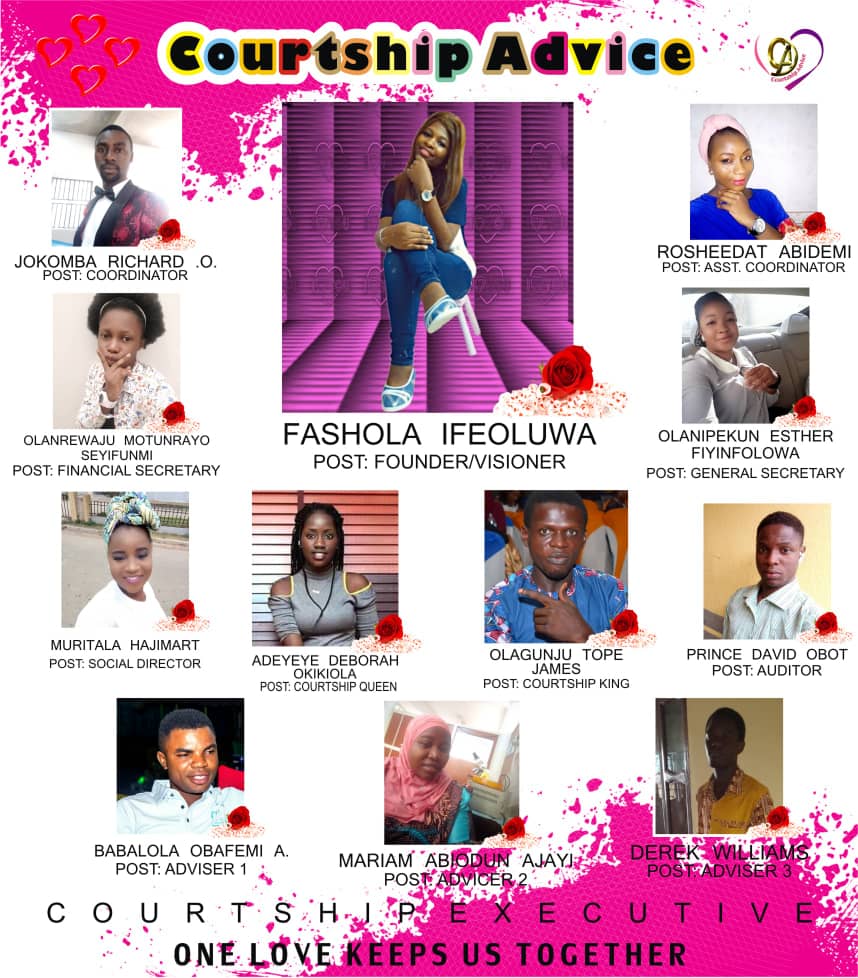 Courtship Advice
Courtship Advice
JOKOMBA RICHARD .O.
POST: COORDINATOR
ROSHEEDAT ABIDEMI
POST: ASST. COORDINATOR
OLANREWAJU MOTUNRAYO
SEYIFUNMI
POST: FINANCIAL SECRETARY
FASHOLA IFEOLUWA
POST: FOUNDER/VISIONER
OLANIPEKUN ESTHER
FIYINFOLOWA
POST: GENERAL SECRETARY
MURITALA HAJIMART
POST: SOCIAL DIRECTOR
ADEYEYE DEBORAH
OKIKIOLA
POST: COURTSHIP QUEEN
OLAGUNJU TOPE
JAMES
POST: COURTSHIP KING
PRINCE DAVID OBOT
POST: AUDITOR
BABALOLA OBAFEMI A.
POST: ADVISER 1
MARIAM ABIODUN AJAYI
POST: ADVICER 2
DEREK WILLIAMS
POST: ADVISER 3
COURTSHIP EXECUTIVE
ONE LOVE KEEPS US TOGETHER